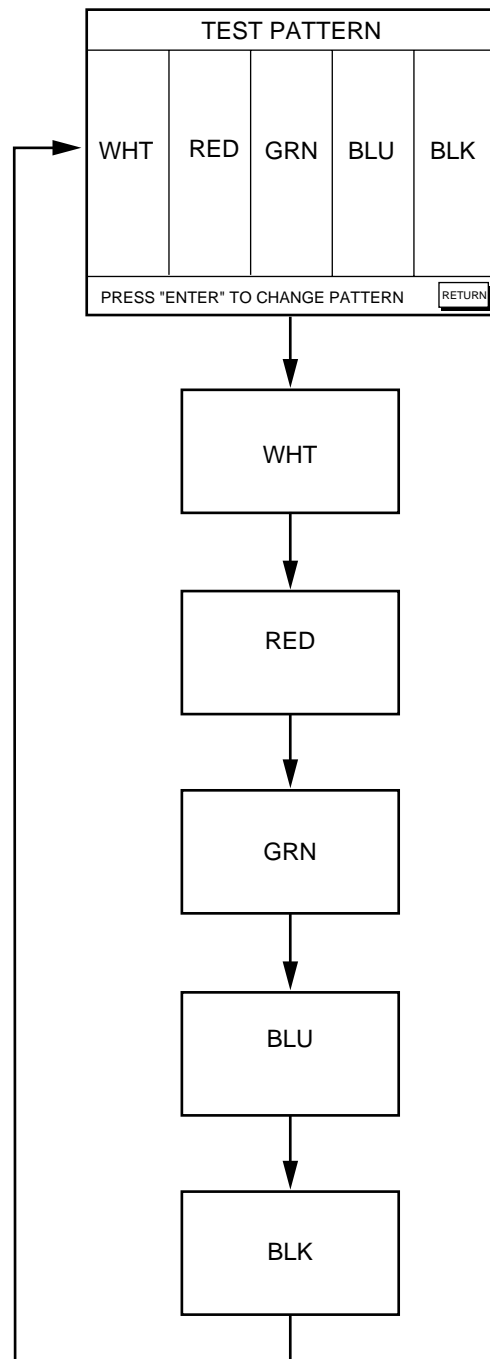 TEST PATTERN
WHT RED GRN BLU BLK
PRESS "ENTER" TO CHANGE PATTERN RETURN
WHT
RED
GRN
BLU
BLK